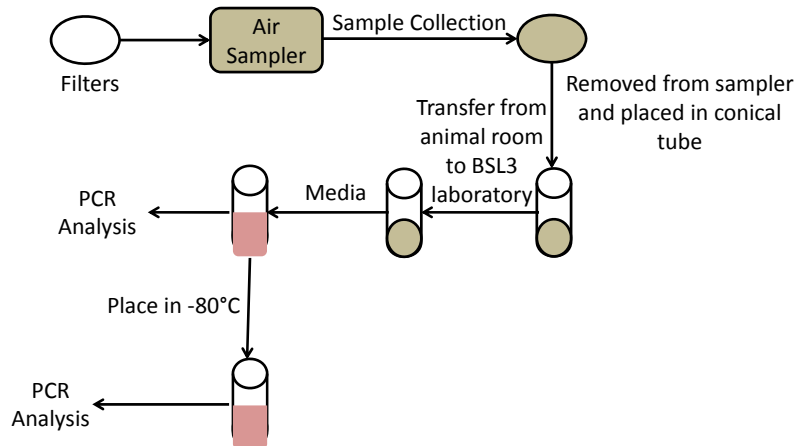 Filters
Air
Sampler
Sample Collection
Removed from sampler
and placed in conical
tube
Transfer from
animal room
to BSL3
laboratory
Media
PCR
Analysis
Place in -80°C
PCR
Analysis